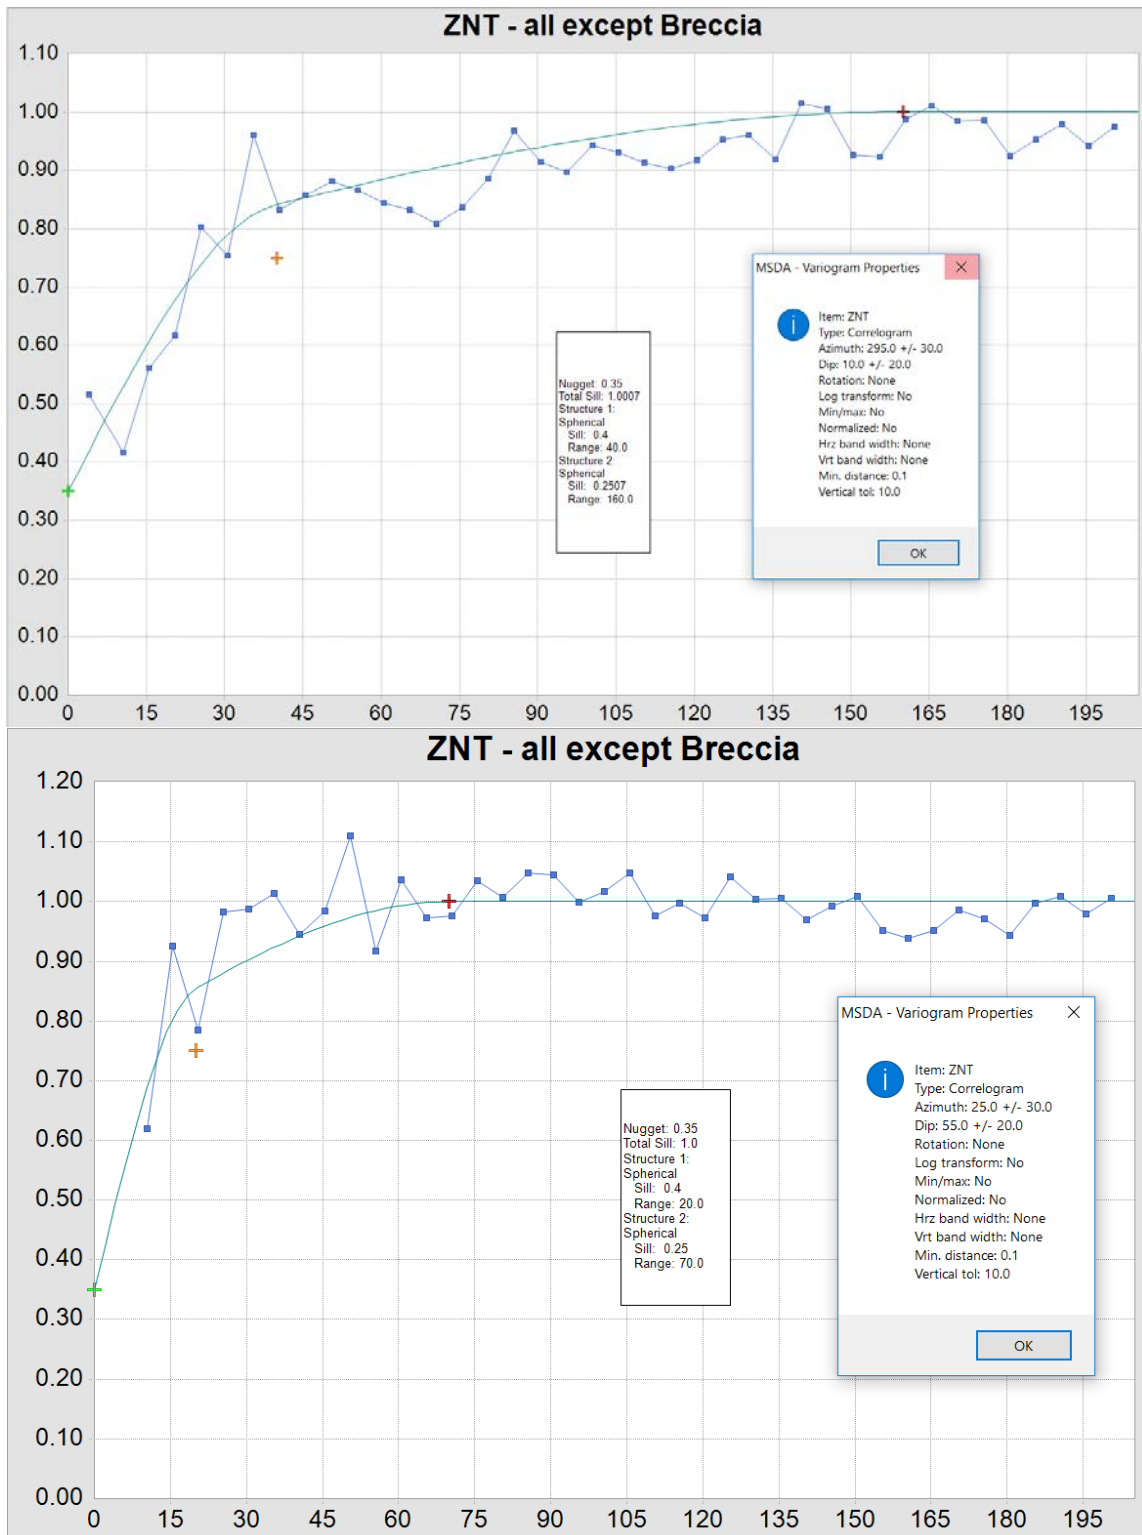 ZNT - all except Breccia
1.10
1.00
0.90
0.80
0.70
0.60
0.50
0.40
0.30
0.20
0.10
0.00
0 15 30 45 60 75 90 105 120 135 150 165 180 195
Nugget: 0.35
Total Sill: 1.0007
Structure 1:
Spherical
Sill: 0.4
Range: 40.0
Structure 2:
Spherical
Sill: 0.2507
Range: 160.0
MSDA - Variogram Properties
Item: ZNT
Type: Correlogram
Azimuth: 295.0 +/- 30.0
Dip: 10.0 +/- 20.0
Rotation: None
Log transform: No
Min/max: No
Normalized: No
Hrz band width: None
Vrt band width: None
Min. distance: 0.1
Vertical tol: 10.0
OK
ZNT - all except Breccia
1.20
1.10
1.00
0.90
0.80
0.70
0.60
0.50
0.40
0.30
0.20
0.10
0.00
0 15 30 45 60 75 90 105 120 135 150 165 180 195
Nugget: 0.35
Total Sill: 1.0
Structure 1:
Spherical
Sill: 0.4
Range: 20.0
Structure 2:
Spherical
Sill: 0.25
Range: 70.0
MSDA - Variogram Properties
Item: ZNT
Type: Correlogram
Azimuth: 25.0 +/- 30.0
Dip: 55.0 +/- 20.0
Rotation: None
Log transform: No
Min/max: No
Normalized: No
Hrz band width: None
Vrt band width: None
Min. distance: 0.1
Vertical tol: 10.0
OK